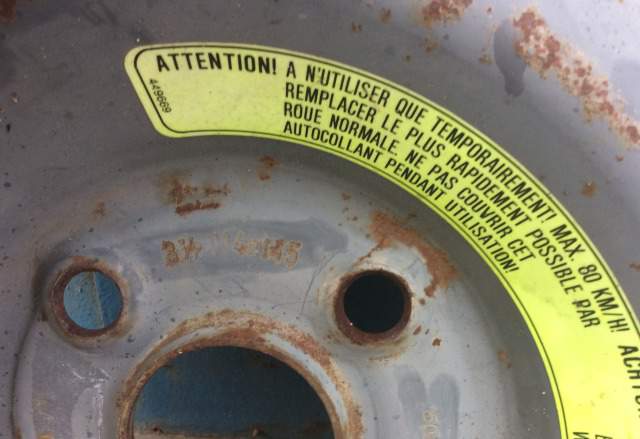 ATTENTION! A N'UTILISER QUE TEMPORAIREMENT! MAX. 80 KM/H!
REMPLACER LE PLUS RAPIDEMENT POSSIBLE PAR
ROUE NORMALE. NE PAS COUVRIR CET
AUTOCOLLANT PENDANT UTILISATION!
449669